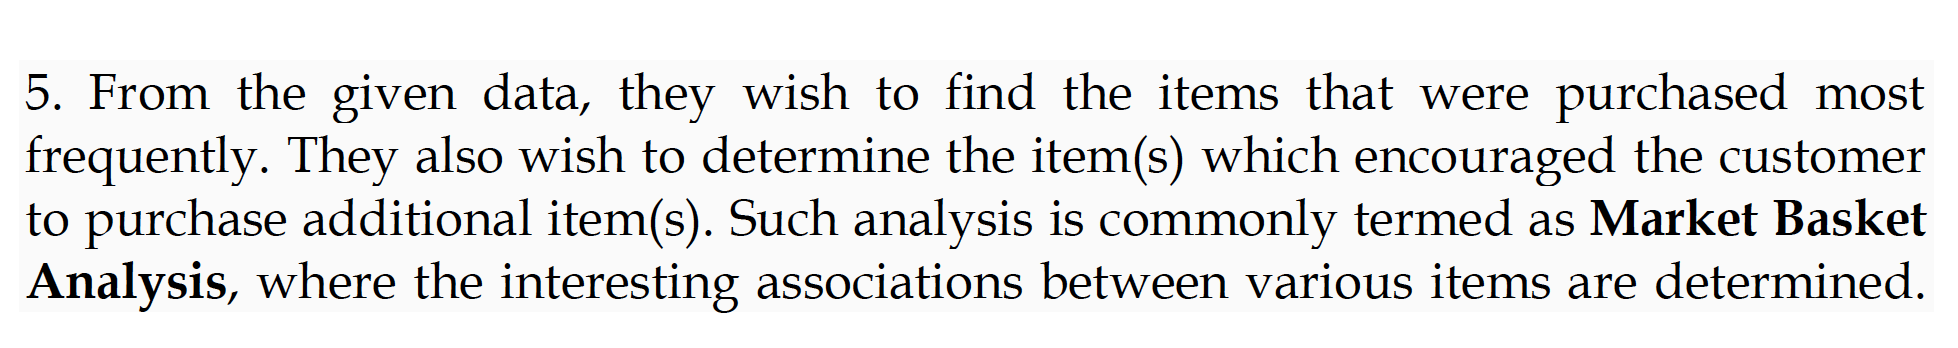 5. From the given data, they wish to find the items that were purchased most
frequently. They also wish to determine the item(s) which encouraged the customer
to purchase additional item(s). Such analysis is commonly termed as Market Basket
Analysis, where the interesting associations between various items are determined.